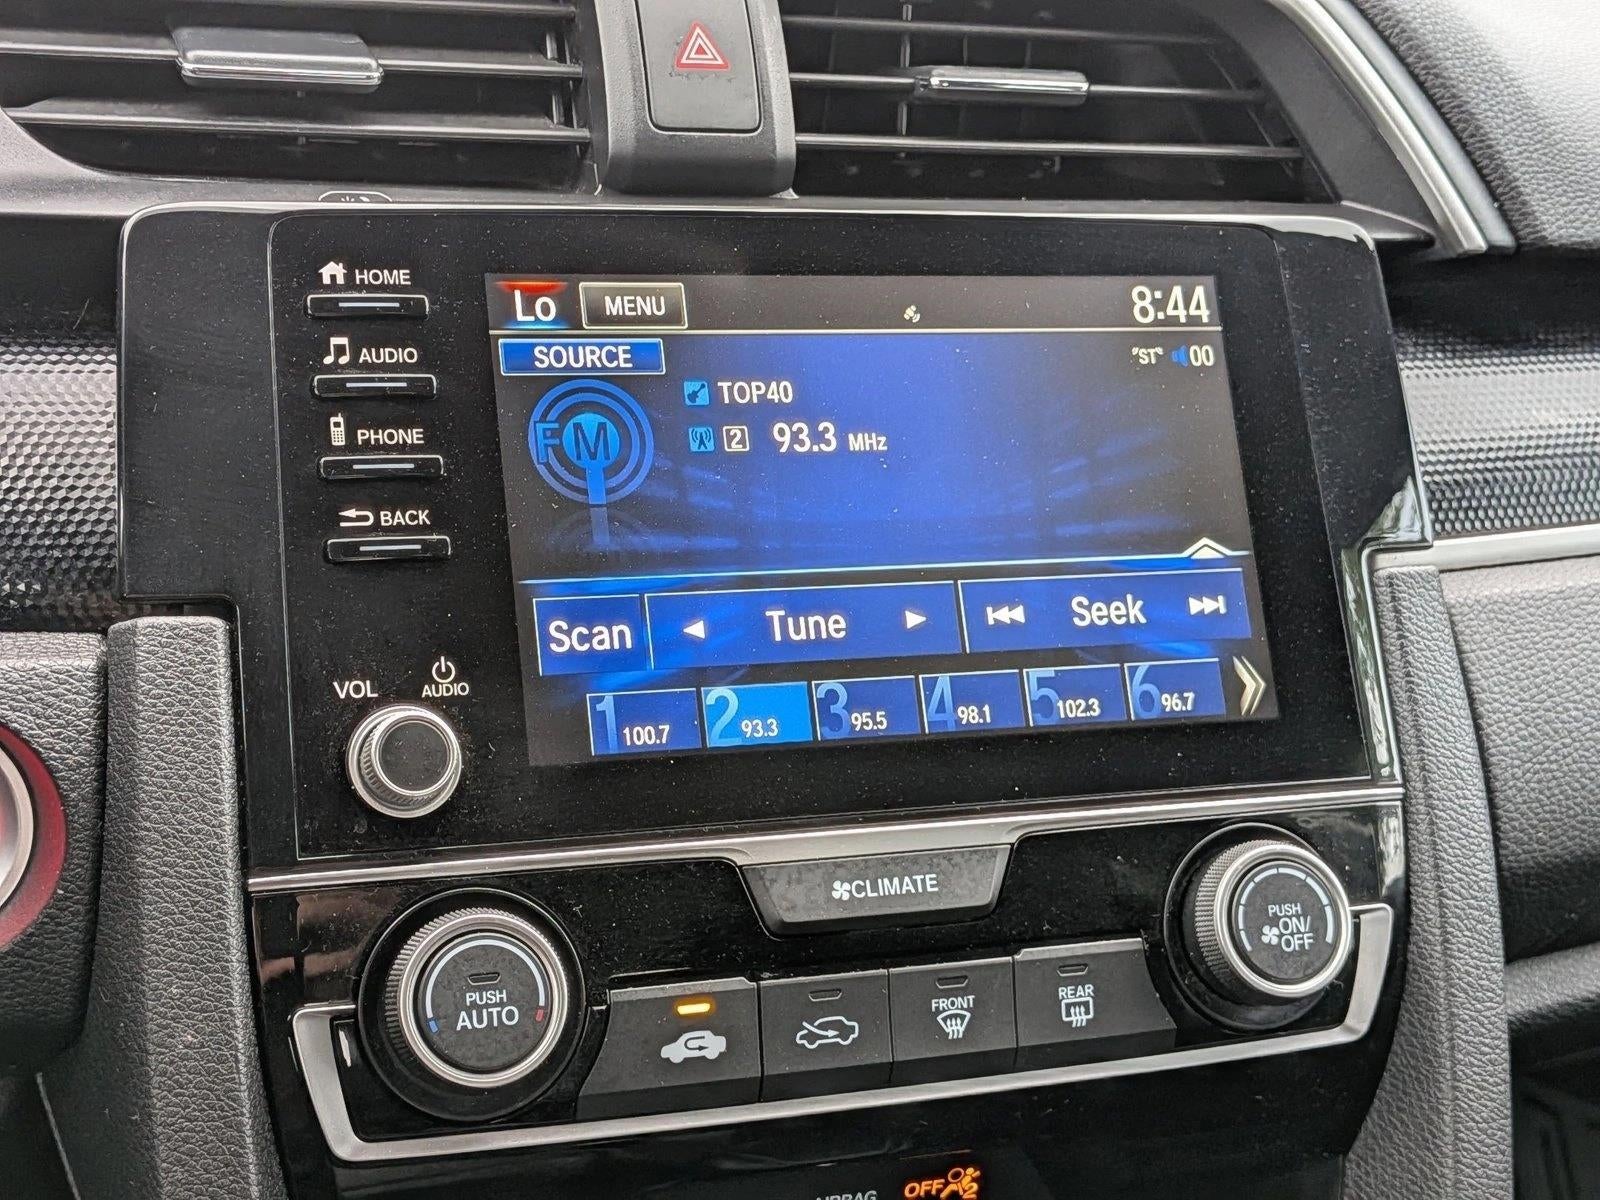 HOME
AUDIO
PHONE
BACK
VOL
AUDIO
Lo
MENU
8:44
SOURCE
"ST"
00
FM
TOP40
2
93.3 MHz
Scan
Tune
Seek
1 100.7
2 93.3
3 95.5
4 98.1
5 102.3
6 96.7
CLIMATE
PUSH
AUTO
FRONT
REAR
PUSH
ON/
OFF
AIRBAG
OFF
2